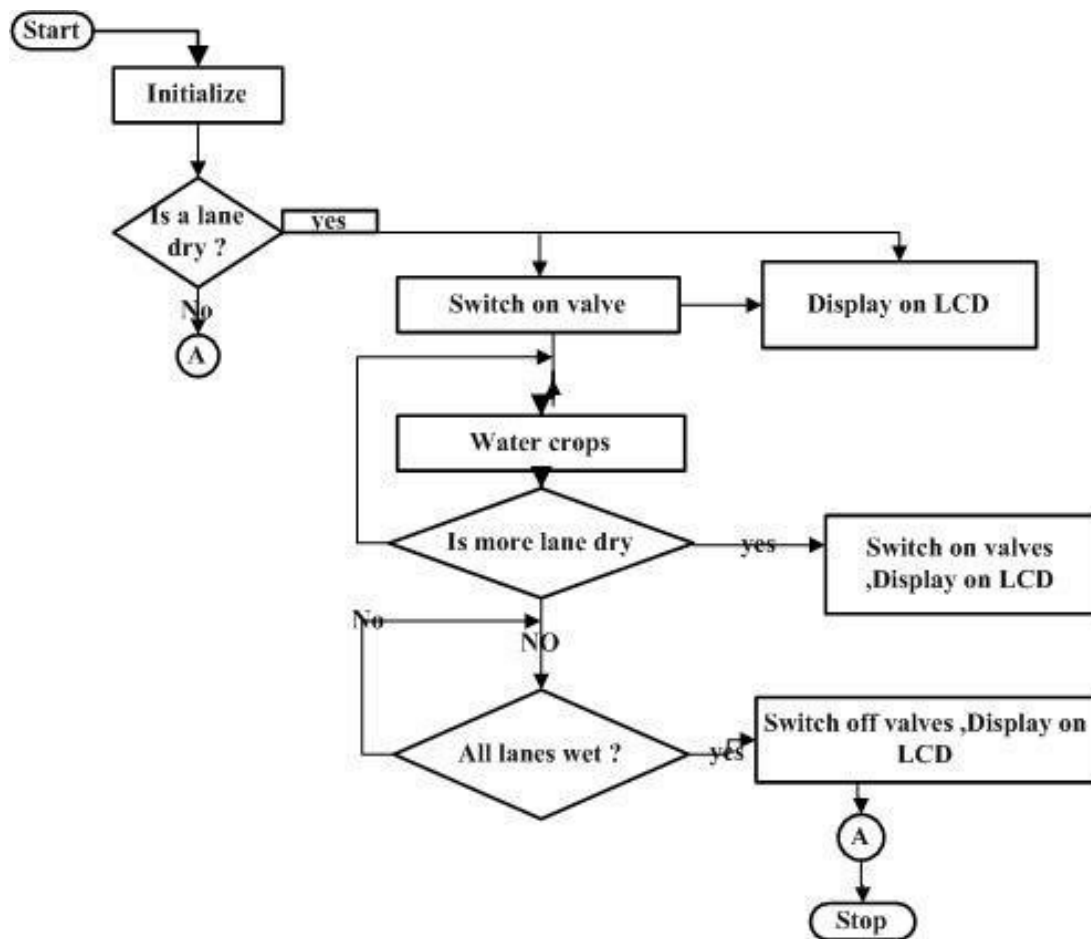 Start
Initialize
Is a lane
dry ?
yes
No
A
Switch on valve
Display on LCD
Water crops
Is more lane dry
yes
Switch on valves
,Display on LCD
No
NO
All lanes wet ?
yes
Switch off valves ,Display on
LCD
A
Stop